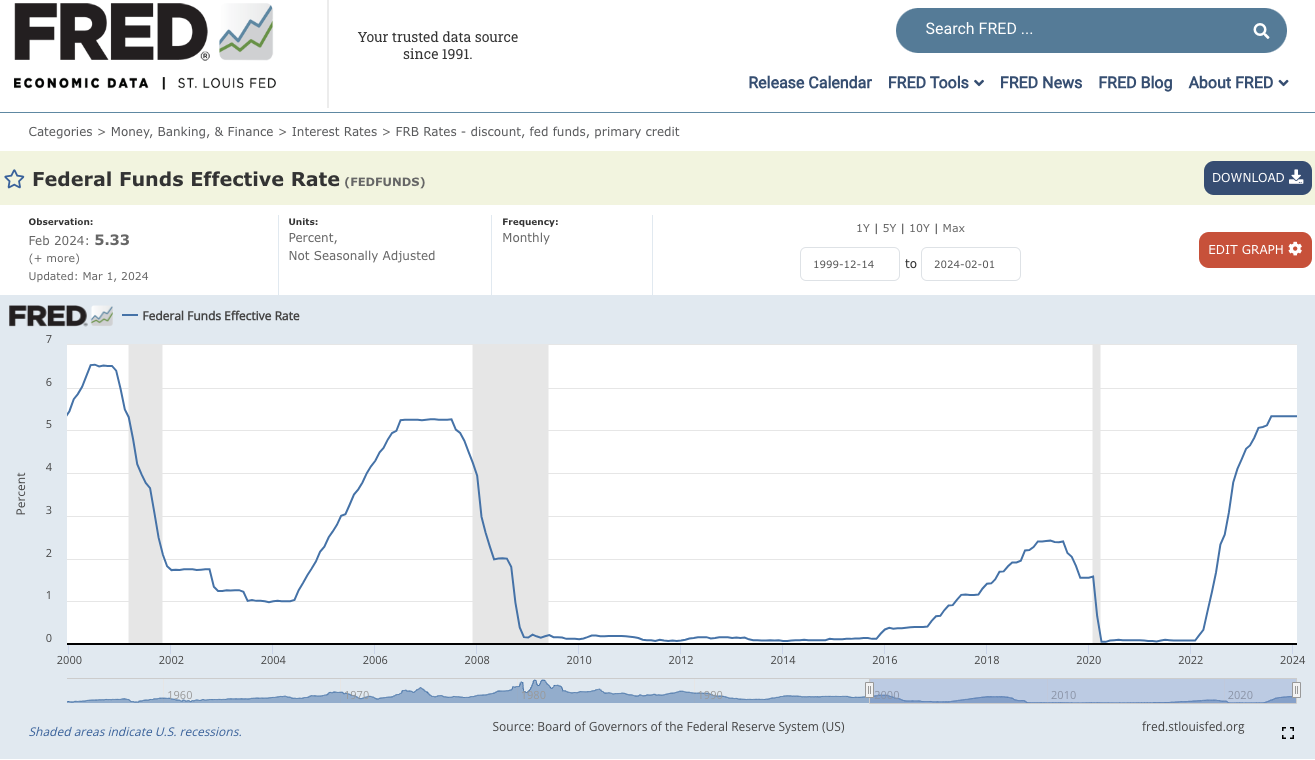 FRED®
ECONOMIC DATA | ST. LOUIS FED
Your trusted data source
since 1991.
Search FRED ...
Release Calendar FRED Tools FRED News FRED Blog About FRED
Categories > Money, Banking, & Finance > Interest Rates > FRB Rates - discount, fed funds, primary credit
Federal Funds Effective Rate (FEDFUNDS)
DOWNLOAD
Observation:
Feb 2024: 5.33
(+ more)
Updated: Mar 1, 2024
Units:
Percent,
Not Seasonally Adjusted
Frequency:
Monthly
1Y | 5Y | 10Y | Max
1999-12-14 to 2024-02-01
EDIT GRAPH
FRED
Federal Funds Effective Rate
7
6
5
4
3
2
1
0
Percent
2000 2002 2004 2006 2008 2010 2012 2014 2016 2018 2020 2022 2024
1960 1970 1980 1990 2000 2010 2020
Shaded areas indicate U.S. recessions.
Source: Board of Governors of the Federal Reserve System (US)
fred.stlouisfed.org